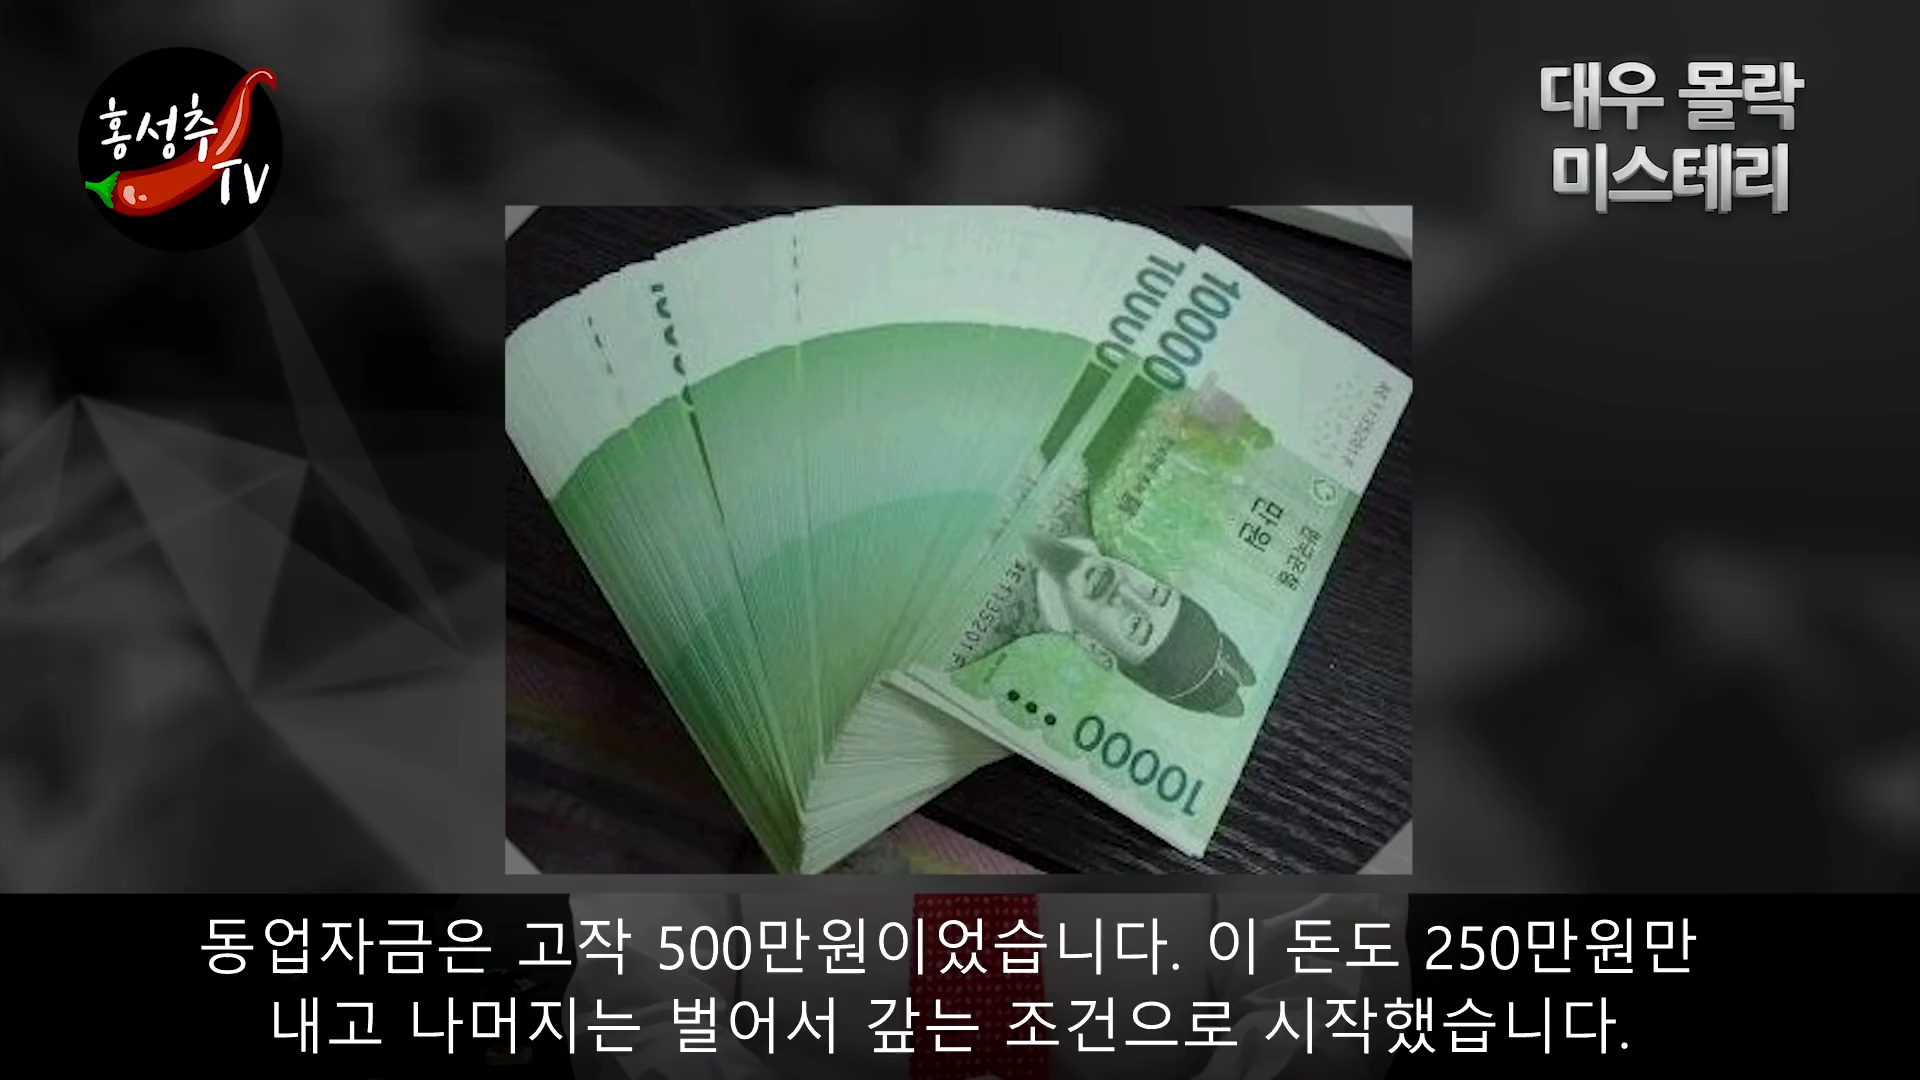 홍성추
TV
대우 몰락
미스테리
10000
10000
만원
한국은행
10000
동업자금은 고작 500만원이었습니다. 이 돈도 250만원만
내고 나머지는 벌어서 갚는 조건으로 시작했습니다.